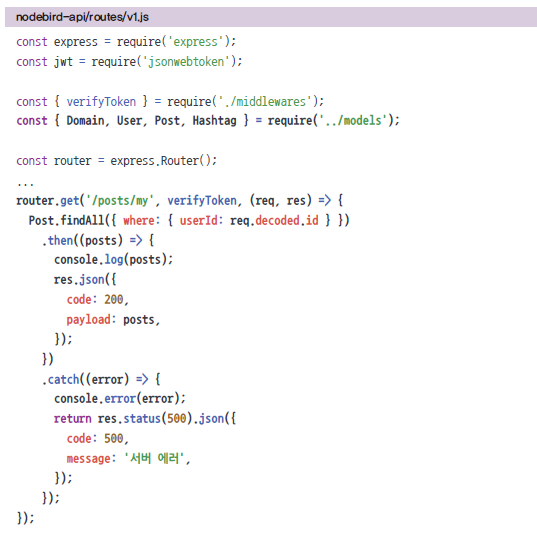 nodebird-api/routes/v1.js
const express = require('express');
const jwt = require('jsonwebtoken');
const { verifyToken } = require('./middlewares');
const { Domain, User, Post, Hashtag } = require('../models');
const router = express.Router();
...
router.get('/posts/my', verifyToken, (req, res) => {
  Post.findAll({ where: { userId: req.decoded.id } })
    .then((posts) => {
      console.log(posts);
      res.json({
        code: 200,
        payload: posts,
      });
    })
    .catch((error) => {
      console.error(error);
      return res.status(500).json({
        code: 500,
        message: '서버 에러',
      });
    });
});